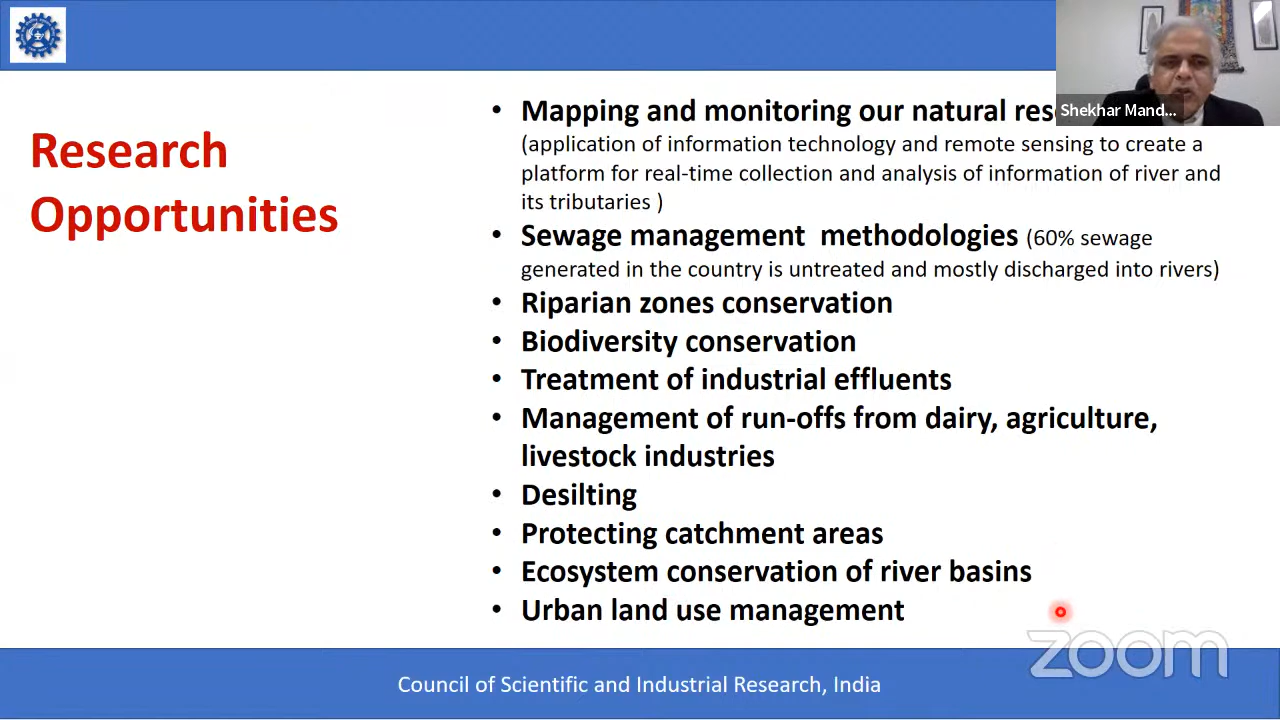 Research
Opportunities
• Mapping and monitoring our natural
(application of information technology and remote sensing to create a
platform for real-time collection and analysis of information of river and
its tributaries )
• Sewage management methodologies (60% sewage
generated in the country is untreated and mostly discharged into rivers)
• Riparian zones conservation
• Biodiversity conservation
• Treatment of industrial effluents
• Management of run-offs from dairy, agriculture,
livestock industries
• Desilting
• Protecting catchment areas
• Ecosystem conservation of river basins
• Urban land use management
Shekhar Mand...
zoom
Council of Scientific and Industrial Research, India